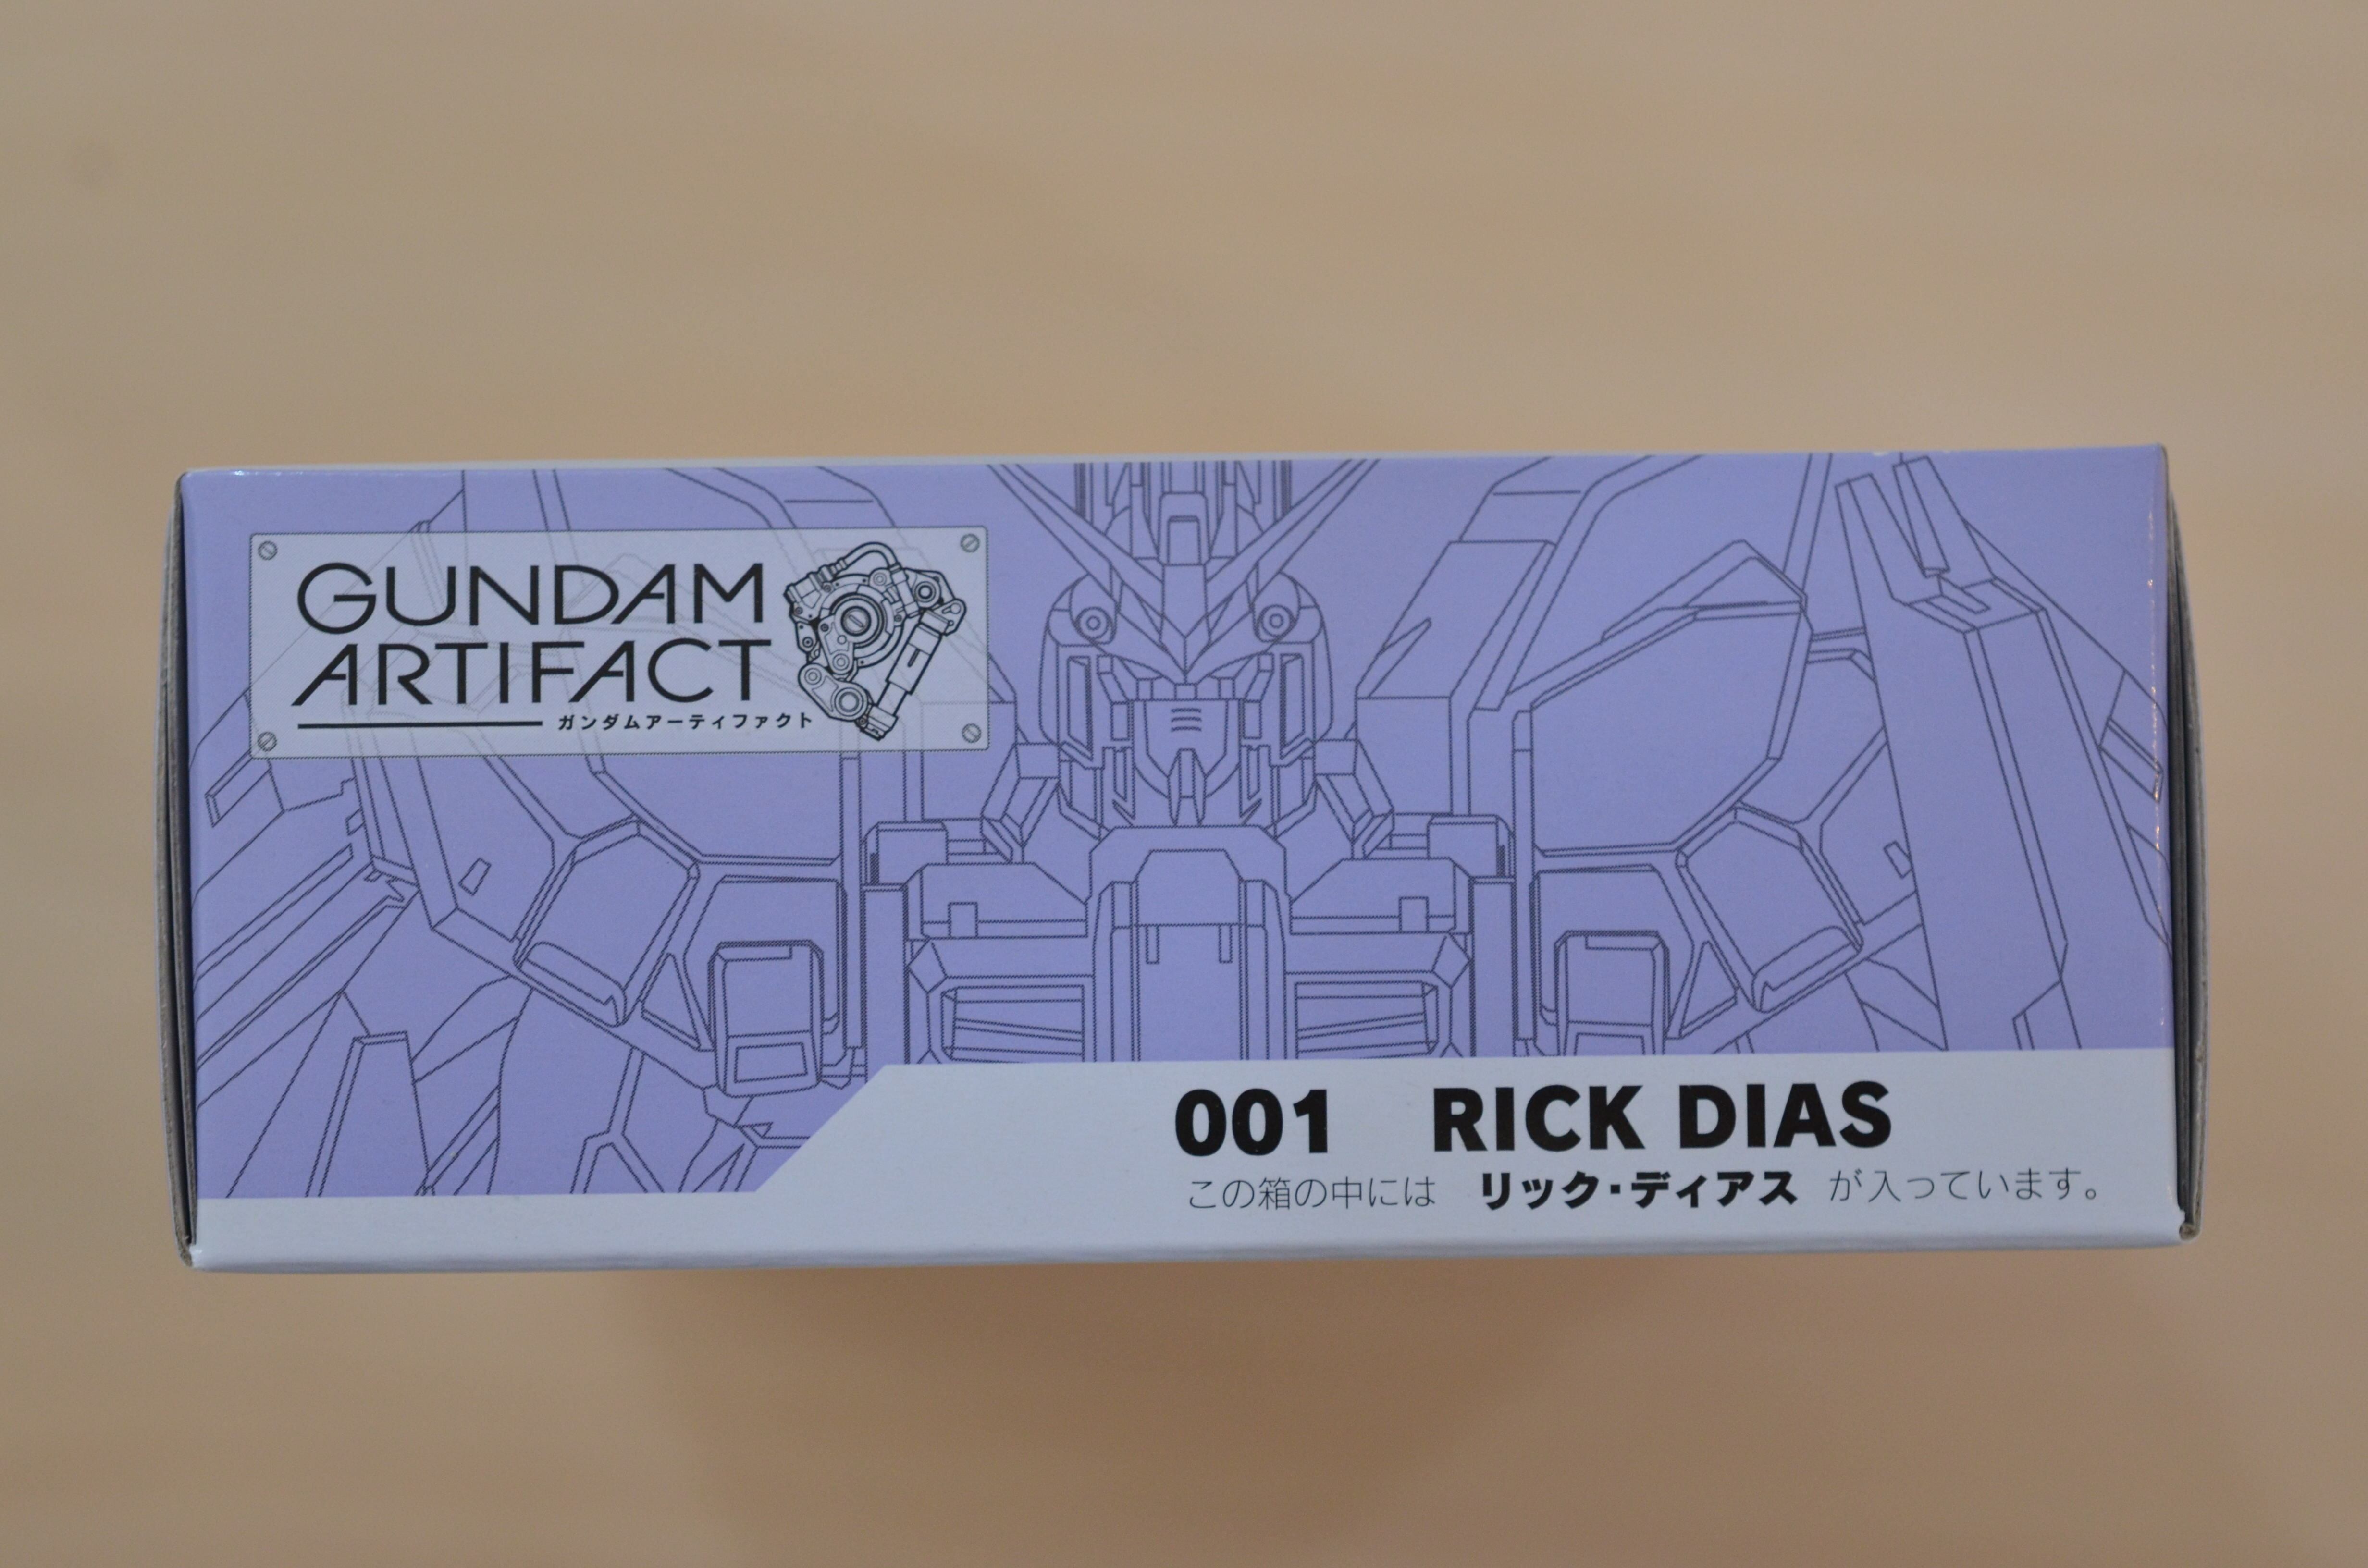 GUNDAM
ARTIFACT
ガンダムアーティファクト
001 RICK DIAS
この箱の中には リック・ディアス が入っています。